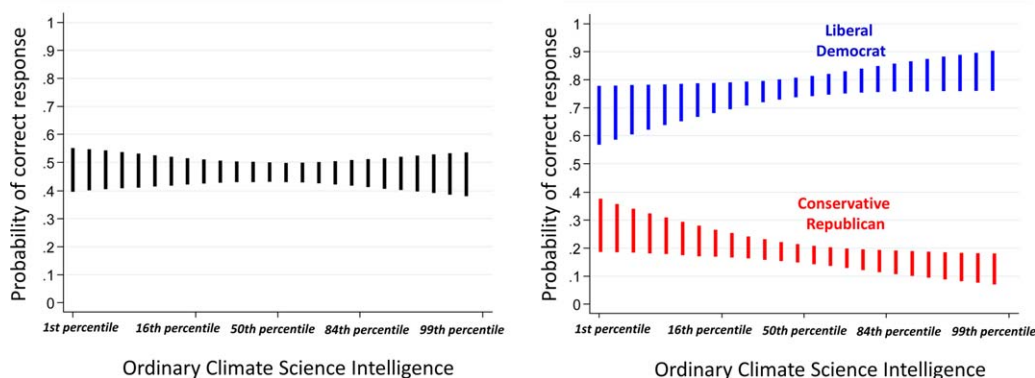 Probability of correct response
1
.9
.8
.7
.6
.5
.4
.3
.2
.1
0
1st percentile 16th percentile 50th percentile 84th percentile 99th percentile
Ordinary Climate Science Intelligence
Probability of correct response
1
.9
.8
.7
.6
.5
.4
.3
.2
.1
0
Liberal
Democrat
Conservative
Republican
1st percentile 16th percentile 50th percentile 84th percentile 99th percentile
Ordinary Climate Science Intelligence